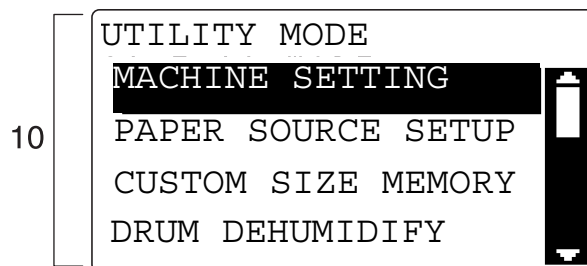 UTILITY MODE
MACHINE SETTING
10
PAPER SOURCE SETUP
CUSTOM SIZE MEMORY
DRUM DEHUMIDIFY